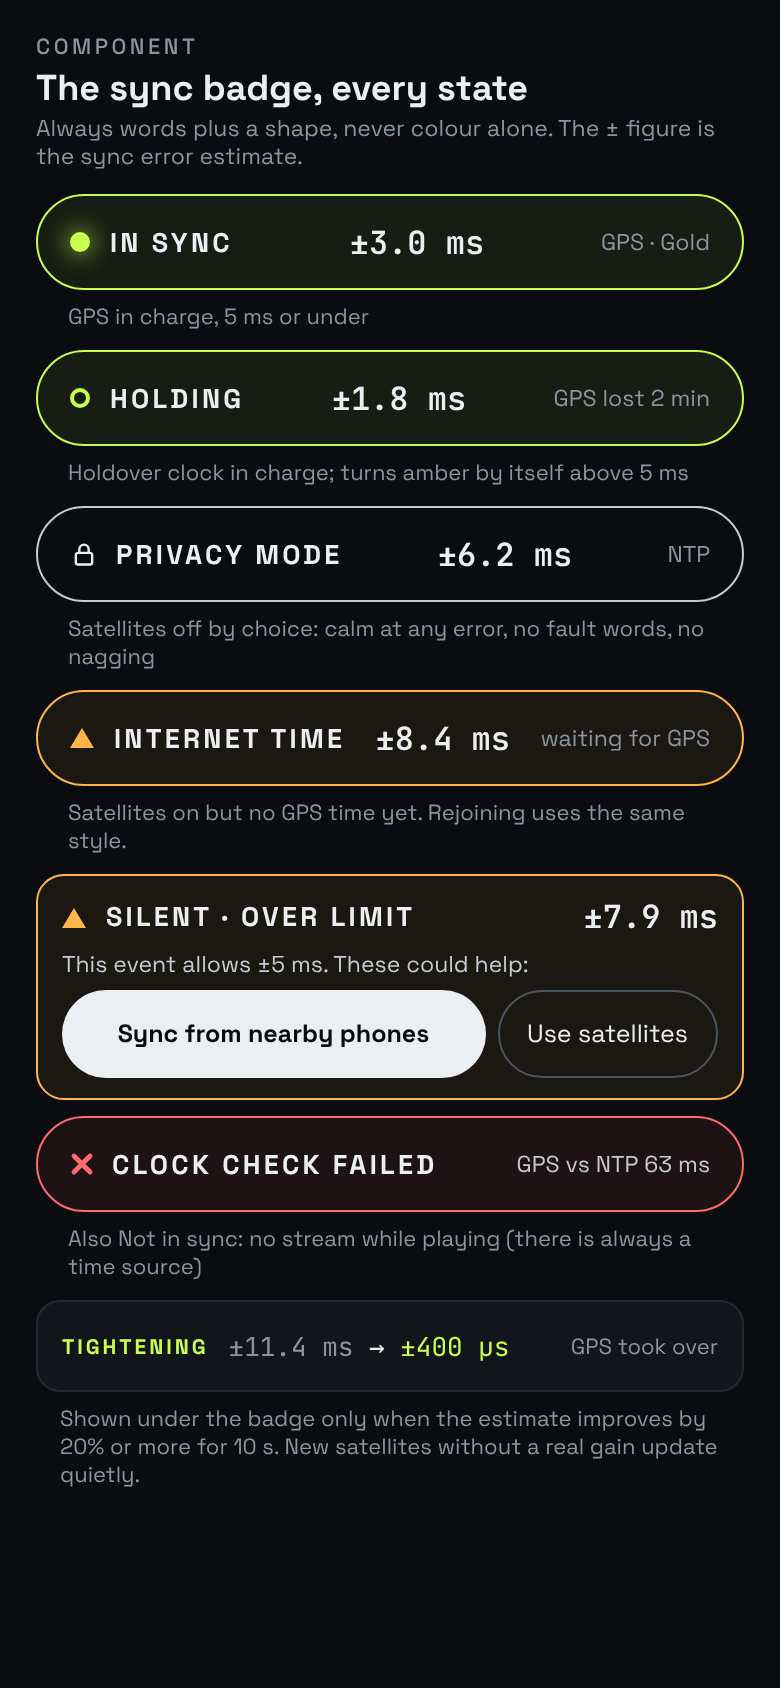 COMPONENT
The sync badge, every state
Always words plus a shape, never colour alone. The ± figure is
the sync error estimate.
IN SYNC ±3.0 ms GPS · Gold
GPS in charge, 5 ms or under
HOLDING ±1.8 ms GPS lost 2 min
Holdover clock in charge; turns amber by itself above 5 ms
PRIVACY MODE ±6.2 ms NTP
Satellites off by choice: calm at any error, no fault words, no
nagging
INTERNET TIME ±8.4 ms waiting for GPS
Satellites on but no GPS time yet. Rejoining uses the same
style.
SILENT · OVER LIMIT ±7.9 ms
This event allows ±5 ms. These could help:
Sync from nearby phones Use satellites
CLOCK CHECK FAILED GPS vs NTP 63 ms
Also Not in sync: no stream while playing (there is always a
time source)
TIGHTENING ±11.4 ms → ±400 µs GPS took over
Shown under the badge only when the estimate improves by
20% or more for 10 s. New satellites without a real gain update
quietly.